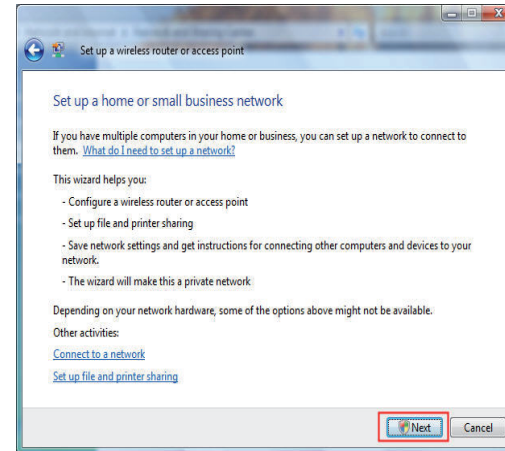 Set up a wireless router or access point
Set up a home or small business network
If you have multiple computers in your home or business, you can set up a network to connect to
them. What do I need to set up a network?
This wizard helps you:
- Configure a wireless router or access point
- Set up file and printer sharing
- Save network settings and get instructions for connecting other computers and devices to your
network.
- The wizard will make this a private network
Depending on your network hardware, some of the options above might not be available.
Other activities:
Connect to a network
Set up file and printer sharing
Next Cancel